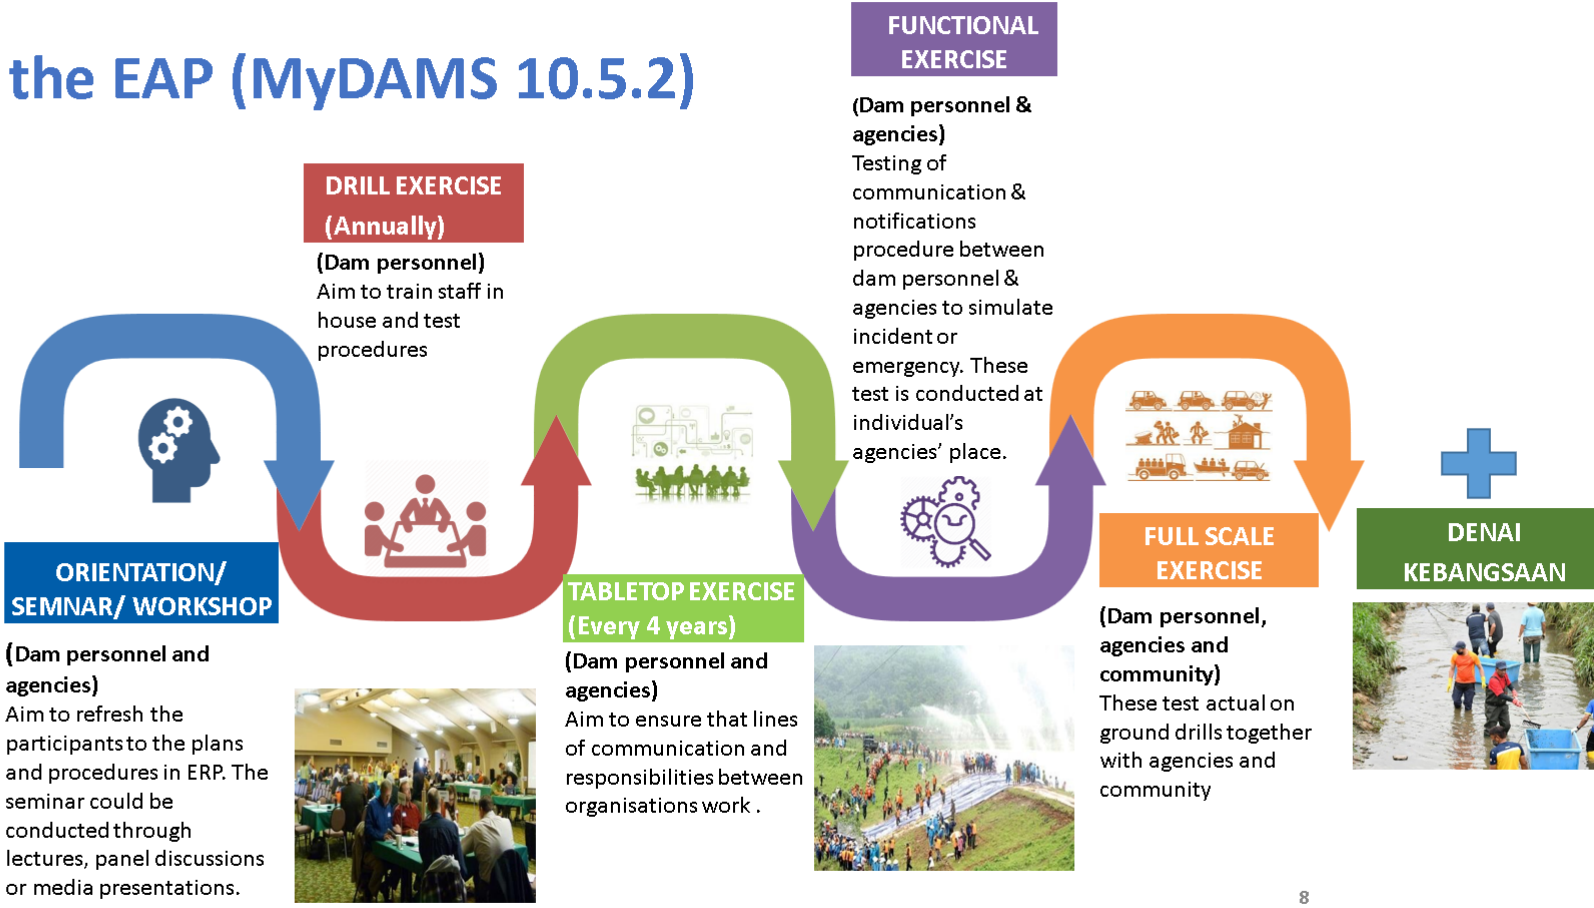 the EAP (MyDAMS 10.5.2)
ORIENTATION/
SEMNAR/ WORKSHOP
(Dam personnel and
agencies)
Aim to refresh the
participants to the plans
and procedures in ERP. The
seminar could be
conducted through
lectures, panel discussions
or media presentations.
DRILL EXERCISE
(Annually)
(Dam personnel)
Aim to train staff in
house and test
procedures
TABLETOP EXERCISE
(Every 4 years)
(Dam personnel and
agencies)
Aim to ensure that lines
of communication and
responsibilities between
organisations work .
FUNCTIONAL
EXERCISE
(Dam personnel &
agencies)
Testing of
communication &
notifications
procedure between
dam personnel &
agencies to simulate
incident or
emergency. These
test is conducted at
individual’s
agencies’ place.
FULL SCALE
EXERCISE
(Dam personnel,
agencies and
community)
These test actual on
ground drills together
with agencies and
community
DENAI
KEBANGSAAN
8